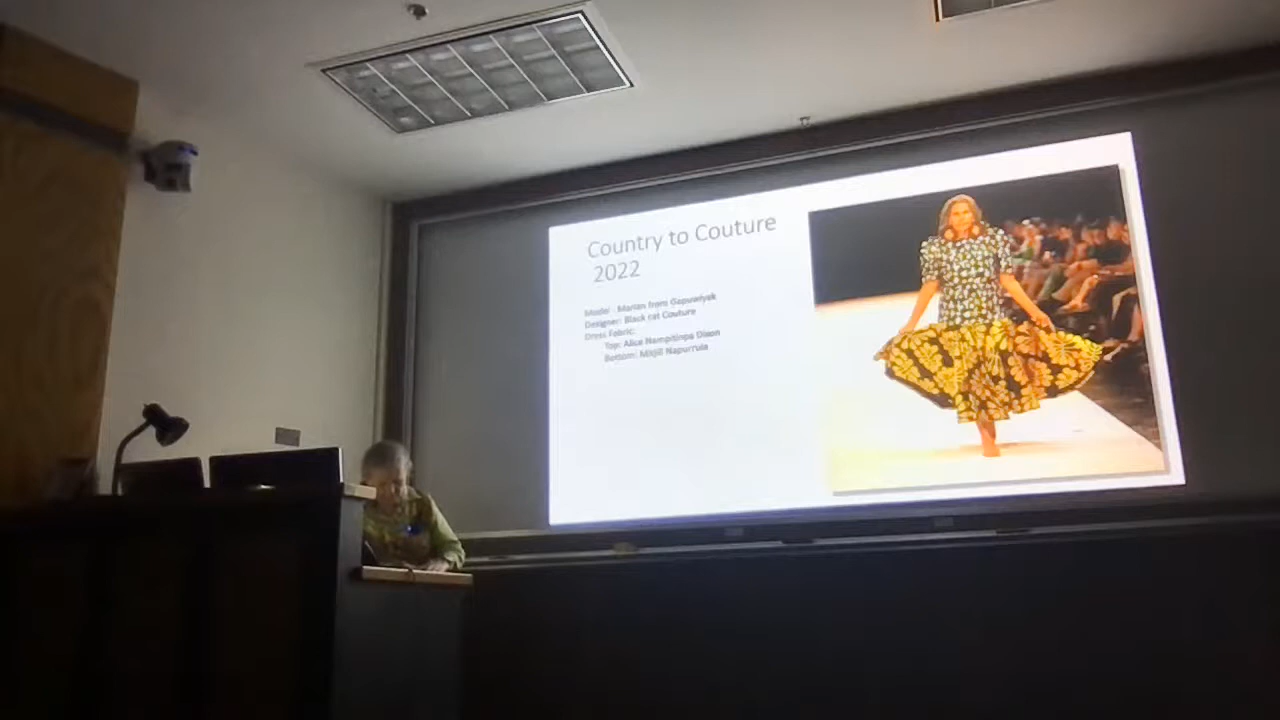 Country to Couture
2022
Model - Marian from Gapuwiyak
Designer: Black cat Couture
Dress Fabric:
Top: Alice Nampitjinpa Dixon
Bottom: Mitjili Napurrula